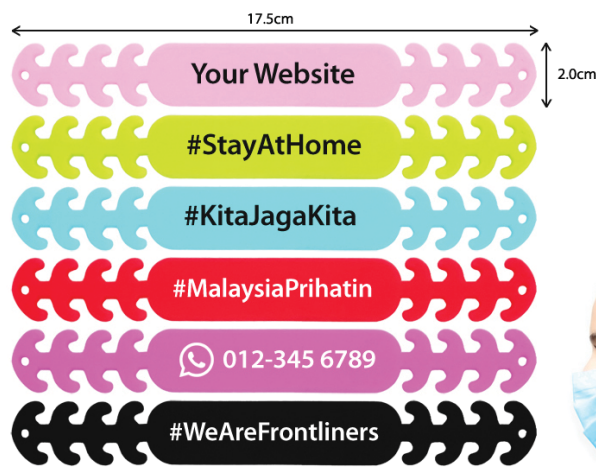 17.5cm
2.0cm
Your Website
#StayAtHome
#KitaJagaKita
#MalaysiaPrihatin
012-345 6789
#WeAreFrontliners